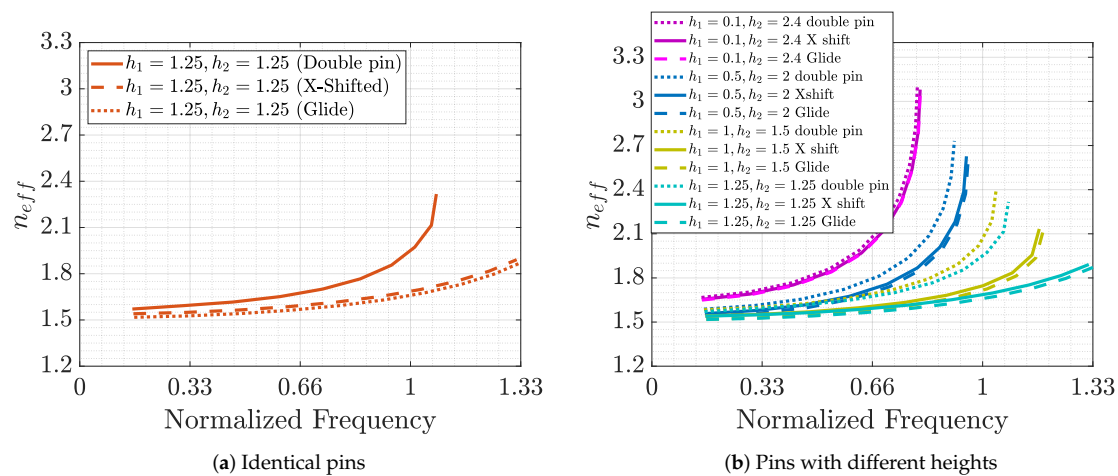 3.3
3
2.7
2.4
2.1
1.8
1.5
1.2
n_eff
h₁ = 1.25, h₂ = 1.25 (Double pin)
h₁ = 1.25, h₂ = 1.25 (X-Shifted)
h₁ = 1.25, h₂ = 1.25 (Glide)
0 0.33 0.66 1 1.33
Normalized Frequency
(a) Identical pins
3.3
3
2.7
2.4
2.1
1.8
1.5
1.2
n_eff
h₁ = 0.1, h₂ = 2.4 double pin
h₁ = 0.1, h₂ = 2.4 X shift
h₁ = 0.1, h₂ = 2.4 Glide
h₁ = 0.5, h₂ = 2 double pin
h₁ = 0.5, h₂ = 2 Xshift
h₁ = 0.5, h₂ = 2 Glide
h₁ = 1, h₂ = 1.5 double pin
h₁ = 1, h₂ = 1.5 X shift
h₁ = 1, h₂ = 1.5 Glide
h₁ = 1.25, h₂ = 1.25 double pin
h₁ = 1.25, h₂ = 1.25 X shift
h₁ = 1.25, h₂ = 1.25 Glide
0 0.33 0.66 1 1.33
Normalized Frequency
(b) Pins with different heights